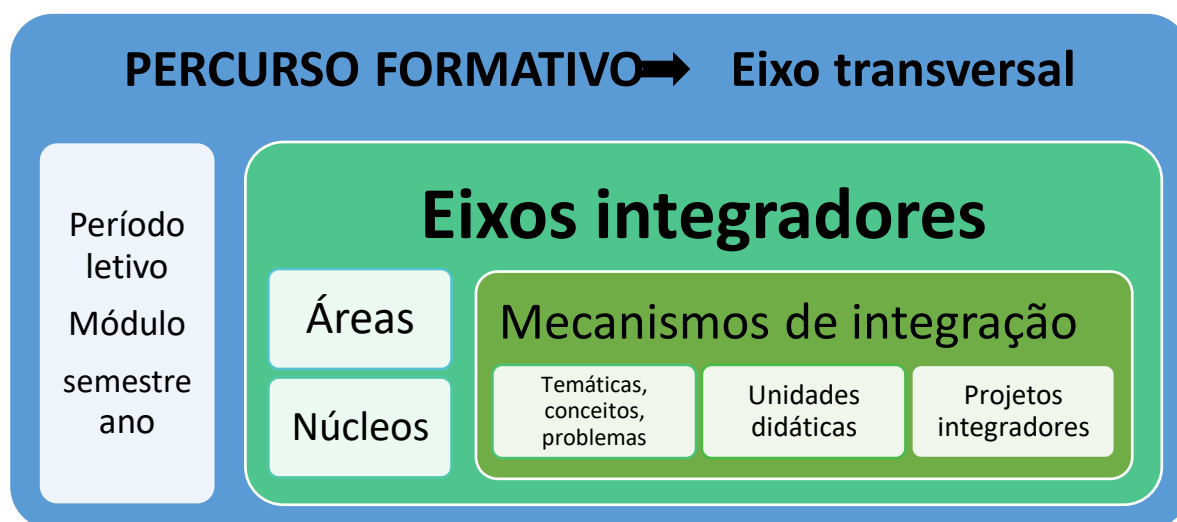 PERCURSO FORMATIVO➡ Eixo transversal
Período
letivo
Módulo
semestre
ano
Eixos integradores
Áreas
Núcleos
Mecanismos de integração
Temáticas,
conceitos,
problemas
Unidades
didáticas
Projetos
integradores